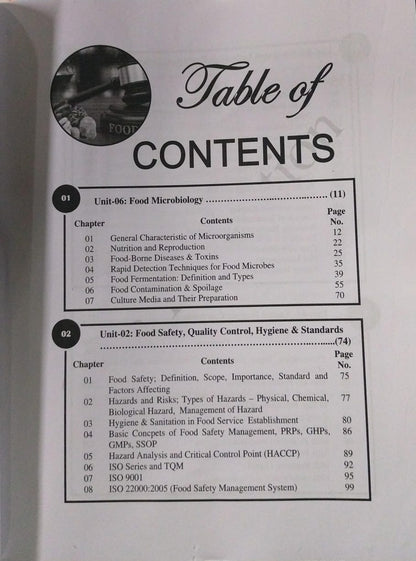 FOOD
Table of
CONTENTS
01
Unit-06: Food Microbiology ........................................ (11)
Chapter Contents Page No.
01 General Characteristic of Microorganisms 12
02 Nutrition and Reproduction 22
03 Food-Borne Diseases & Toxins 25
04 Rapid Detection Techniques for Food Microbes 35
05 Food Fermentation: Definition and Types 39
06 Food Contamination & Spoilage 55
07 Culture Media and Their Preparation 70
02
Unit-02: Food Safety, Quality Control, Hygiene & Standards
................................................................................(74)
Chapter Contents Page No.
01 Food Safety; Definition, Scope, Importance, Standard and 75
Factors Affecting
02 Hazards and Risks; Types of Hazards – Physical, Chemical, 77
Biological Hazard, Management of Hazard
03 Hygiene & Sanitation in Food Service Establishment 80
04 Basic Concpets of Food Safety Management, PRPs, GHPs, 86
GMPs, SSOP
05 Hazard Analysis and Critical Control Point (HACCP) 89
06 ISO Series and TQM 92
07 ISO 9001 95
08 ISO 22000:2005 (Food Safety Management System) 99